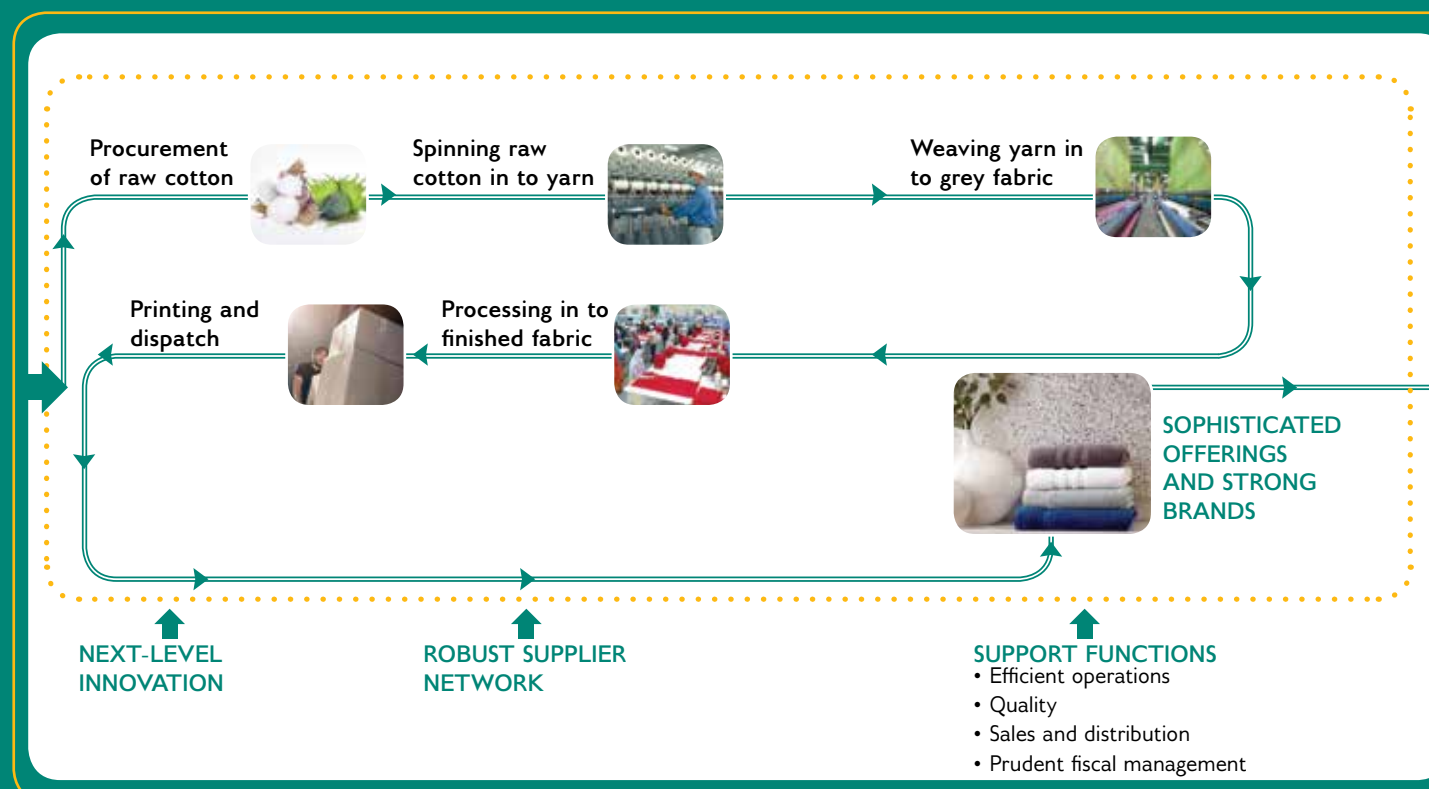 Procurement
of raw cotton
Spinning raw
cotton in to yarn
Weaving yarn in
to grey fabric
Printing and
dispatch
Processing in to
finished fabric
SOPHISTICATED
OFFERINGS
AND STRONG
BRANDS
NEXT-LEVEL
INNOVATION
ROBUST SUPPLIER
NETWORK
SUPPORT FUNCTIONS
• Efficient operations
• Quality
• Sales and distribution
• Prudent fiscal management